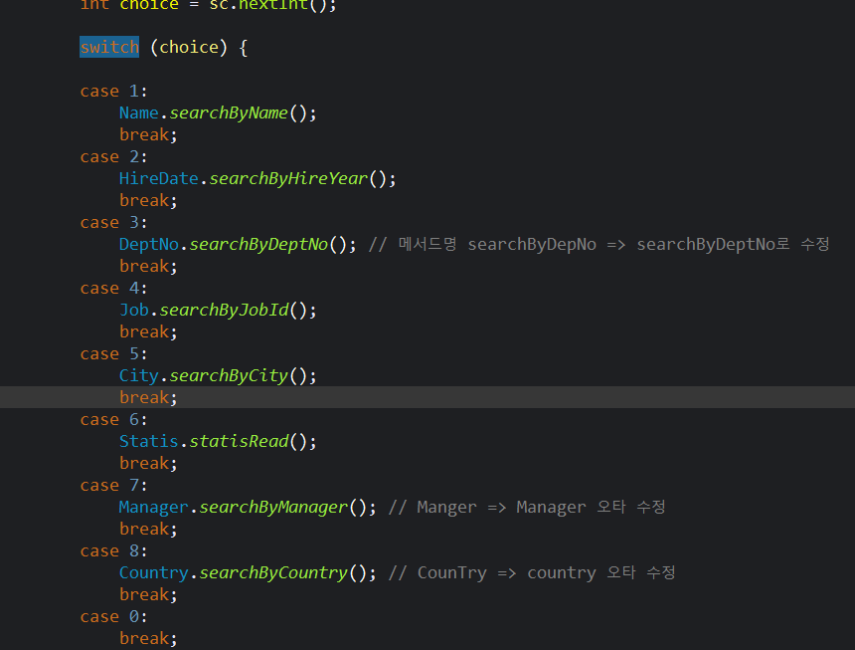 int choice = sc.nextInt();
switch (choice) {
case 1:
Name.searchByName();
break;
case 2:
HireDate.searchByHireYear();
break;
case 3:
DeptNo.searchByDeptNo(); // 메서드명 searchByDepNo => searchByDeptNo로 수정
break;
case 4:
Job.searchByJobId();
break;
case 5:
City.searchByCity();
break;
case 6:
Statis.statisRead();
break;
case 7:
Manager.searchByManager(); // Manger => Manager 오타 수정
break;
case 8:
Country.searchByCountry(); // CounTry => country 오타 수정
break;
case 0:
break;